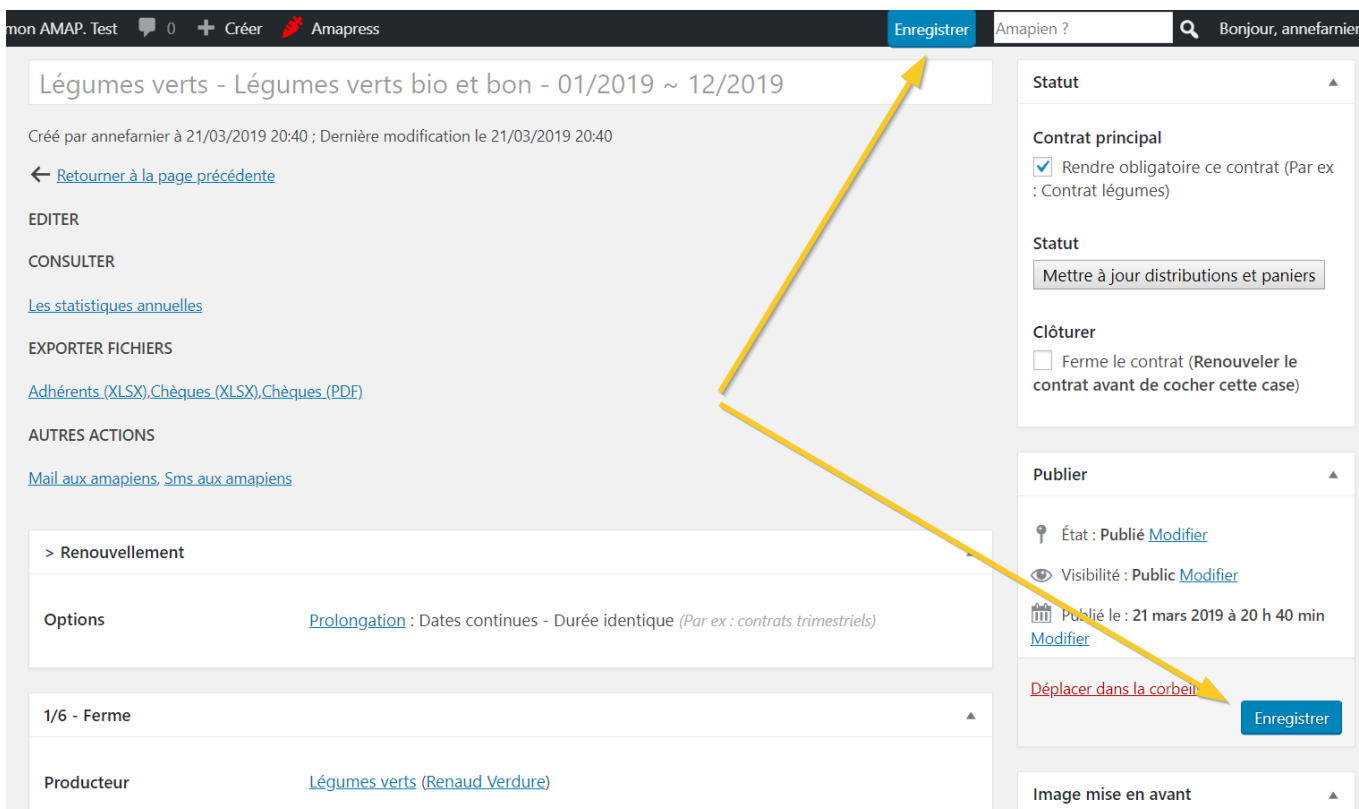 mon AMAP. Test 0 Créer Amapress Enregistrer Amapien ? Bonjour, annefarnier
Légumes verts - Légumes verts bio et bon - 01/2019 ~ 12/2019
Créé par annefarnier à 21/03/2019 20:40 ; Dernière modification le 21/03/2019 20:40
Retourner à la page précédente
EDITER
CONSULTER
Les statistiques annuelles
EXPORTER FICHIERS
Adhérents (XLSX),Chèques (XLSX),Chèques (PDF)
AUTRES ACTIONS
Mail aux amapiens, Sms aux amapiens
> Renouvellement
Options Prolongation : Dates continues - Durée identique (Par ex : contrats trimestriels)
1/6 - Ferme
Producteur Légumes verts (Renaud Verdure)
Statut
Contrat principal
Rendre obligatoire ce contrat (Par ex
: Contrat légumes)
Statut
Mettre à jour distributions et paniers
Clôturer
Ferme le contrat (Renouveler le
contrat avant de cocher cette case)
Publier
État : Publié Modifier
Visibilité : Public Modifier
Publié le : 21 mars 2019 à 20 h 40 min
Modifier
Déplacer dans la corbeille
Enregistrer
Image mise en avant